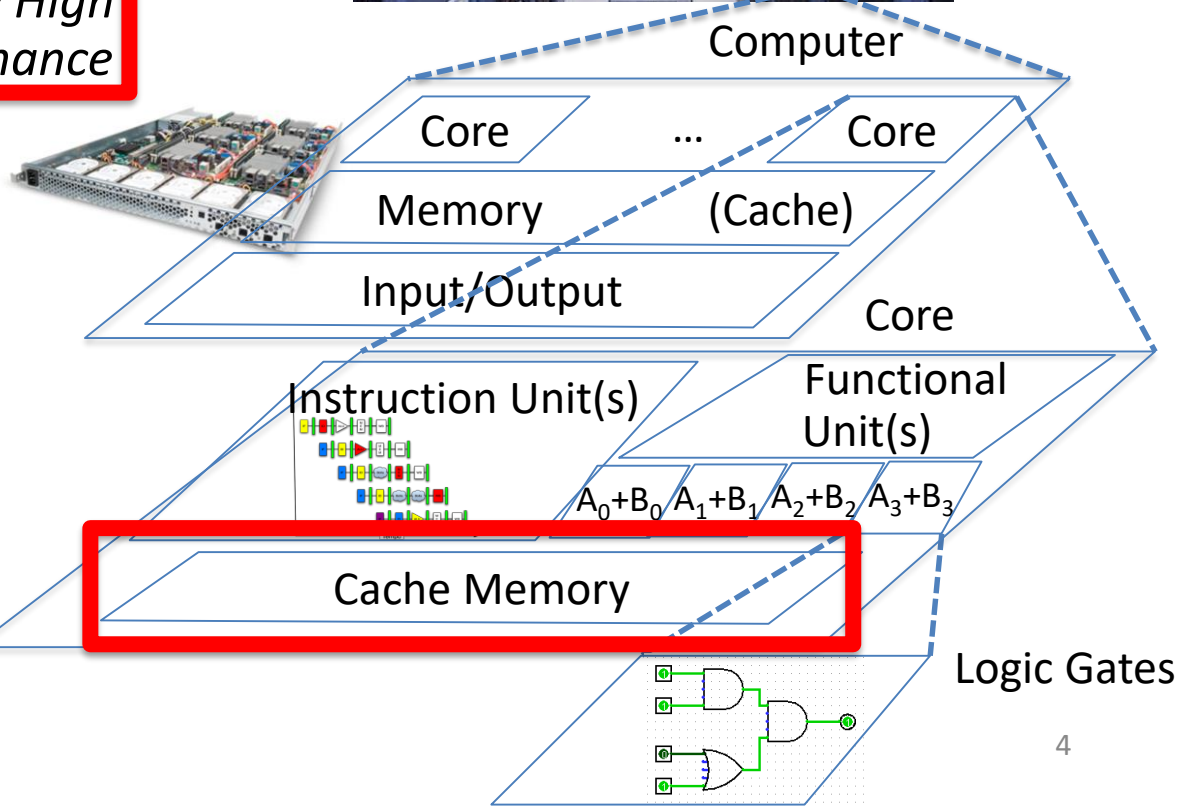 High
Computer
Core ... Core
Memory (Cache)
Input/Output
Core
Instruction Unit(s)
Functional
Unit(s)
A₀+B₀ A₁+B₁ A₂+B₂ A₃+B₃
Cache Memory
Logic Gates
4